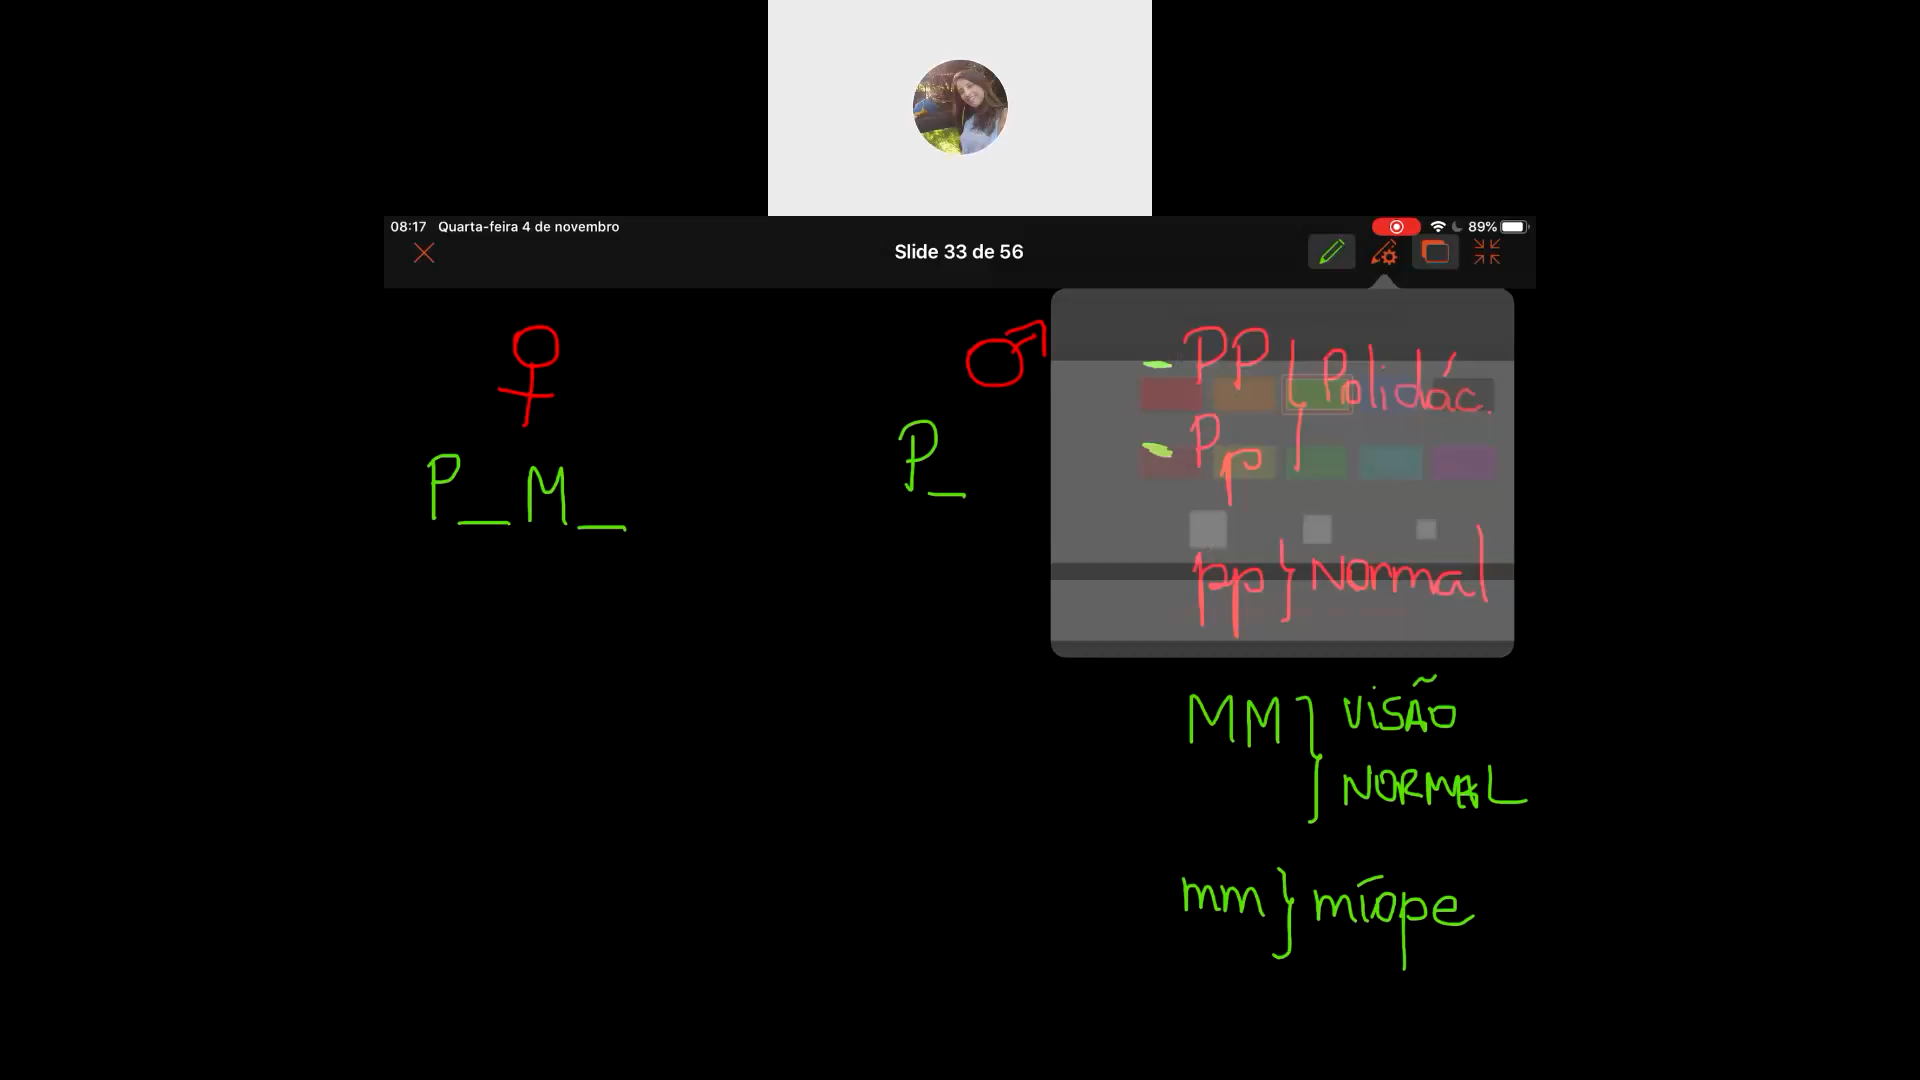 08:17 Quarta-feira 4 de novembro 89%
Slide 33 de 56
♀ ♂
P_M_ P_
PP
Polidác.
Pp
pp } Normal
MM } VISÃO
NORMAL
mm } míope